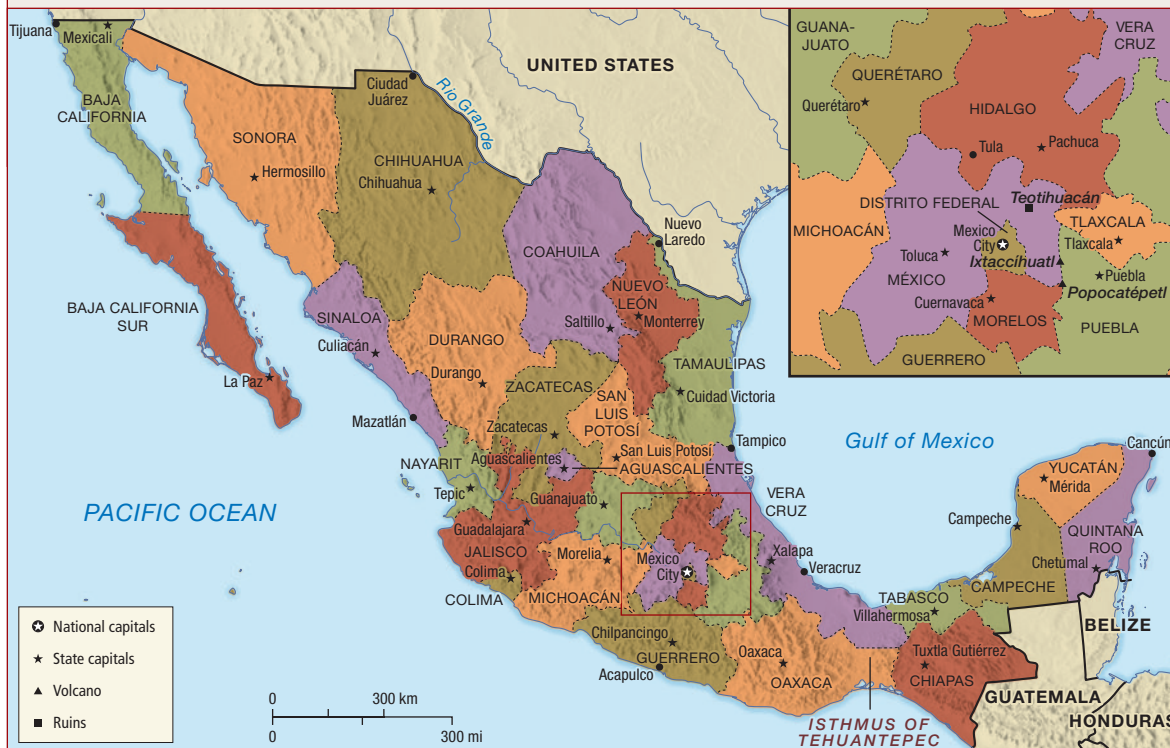 Tijuana
Mexicali
BAJA
CALIFORNIA
SONORA
Hermosillo
Ciudad
Juárez
Rio Grande
UNITED STATES
CHIHUAHUA
Chihuahua
COAHUILA
Nuevo
Laredo
NUEVO
LEÓN
Saltillo
Monterrey
BAJA CALIFORNIA
SUR
La Paz
SINALOA
Culiacán
DURANGO
Durango
Mazatlán
ZACATECAS
Zacatecas
SAN
LUIS
POTOSÍ
San Luis Potosí
TAMAULIPAS
Cuidad Victoria
Tampico
NAYARIT
Tepic
Aguascalientes
AGUASCALIENTES
Guanajuato
Guadalajara
JALISCO
Colima
COLIMA
Morelia
MICHOACÁN
Mexico
City
VERA
CRUZ
Xalapa
Veracruz
Chilpancingo
GUERRERO
Acapulco
Oaxaca
OAXACA
Villahermosa
TABASCO
Tuxtla Gutiérrez
CHIAPAS
Campeche
CAMPECHE
YUCATÁN
Mérida
Cancún
QUINTANA
ROO
Chetumal
BELIZE
GUATEMALA
HONDURAS
ISTHMUS OF
TEHUANTEPEC
PACIFIC OCEAN
Gulf of Mexico
GUANA-
JUATO
QUERÉTARO
Querétaro
VERA
CRUZ
HIDALGO
Tula
Pachuca
Teotihuacán
DISTRITO FEDERAL
Mexico
City
MICHOACÁN
Toluca
MÉXICO
TLAXCALA
Tlaxcala
Ixtaccíhuatl
Puebla
Popocatépetl
Cuernavaca
MORELOS
PUEBLA
GUERRERO
National capitals
State capitals
Volcano
Ruins
0 300 km
0 300 mi